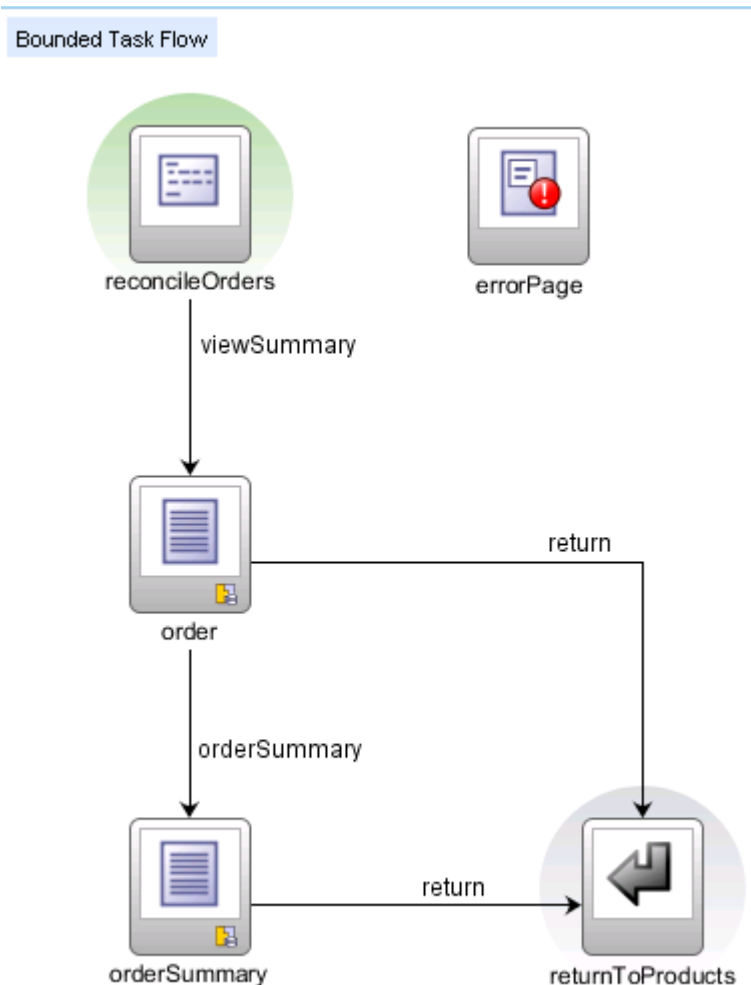 Bounded Task Flow
reconcileOrders
errorPage
viewSummary
return
order
orderSummary
return
orderSummary
returnToProducts